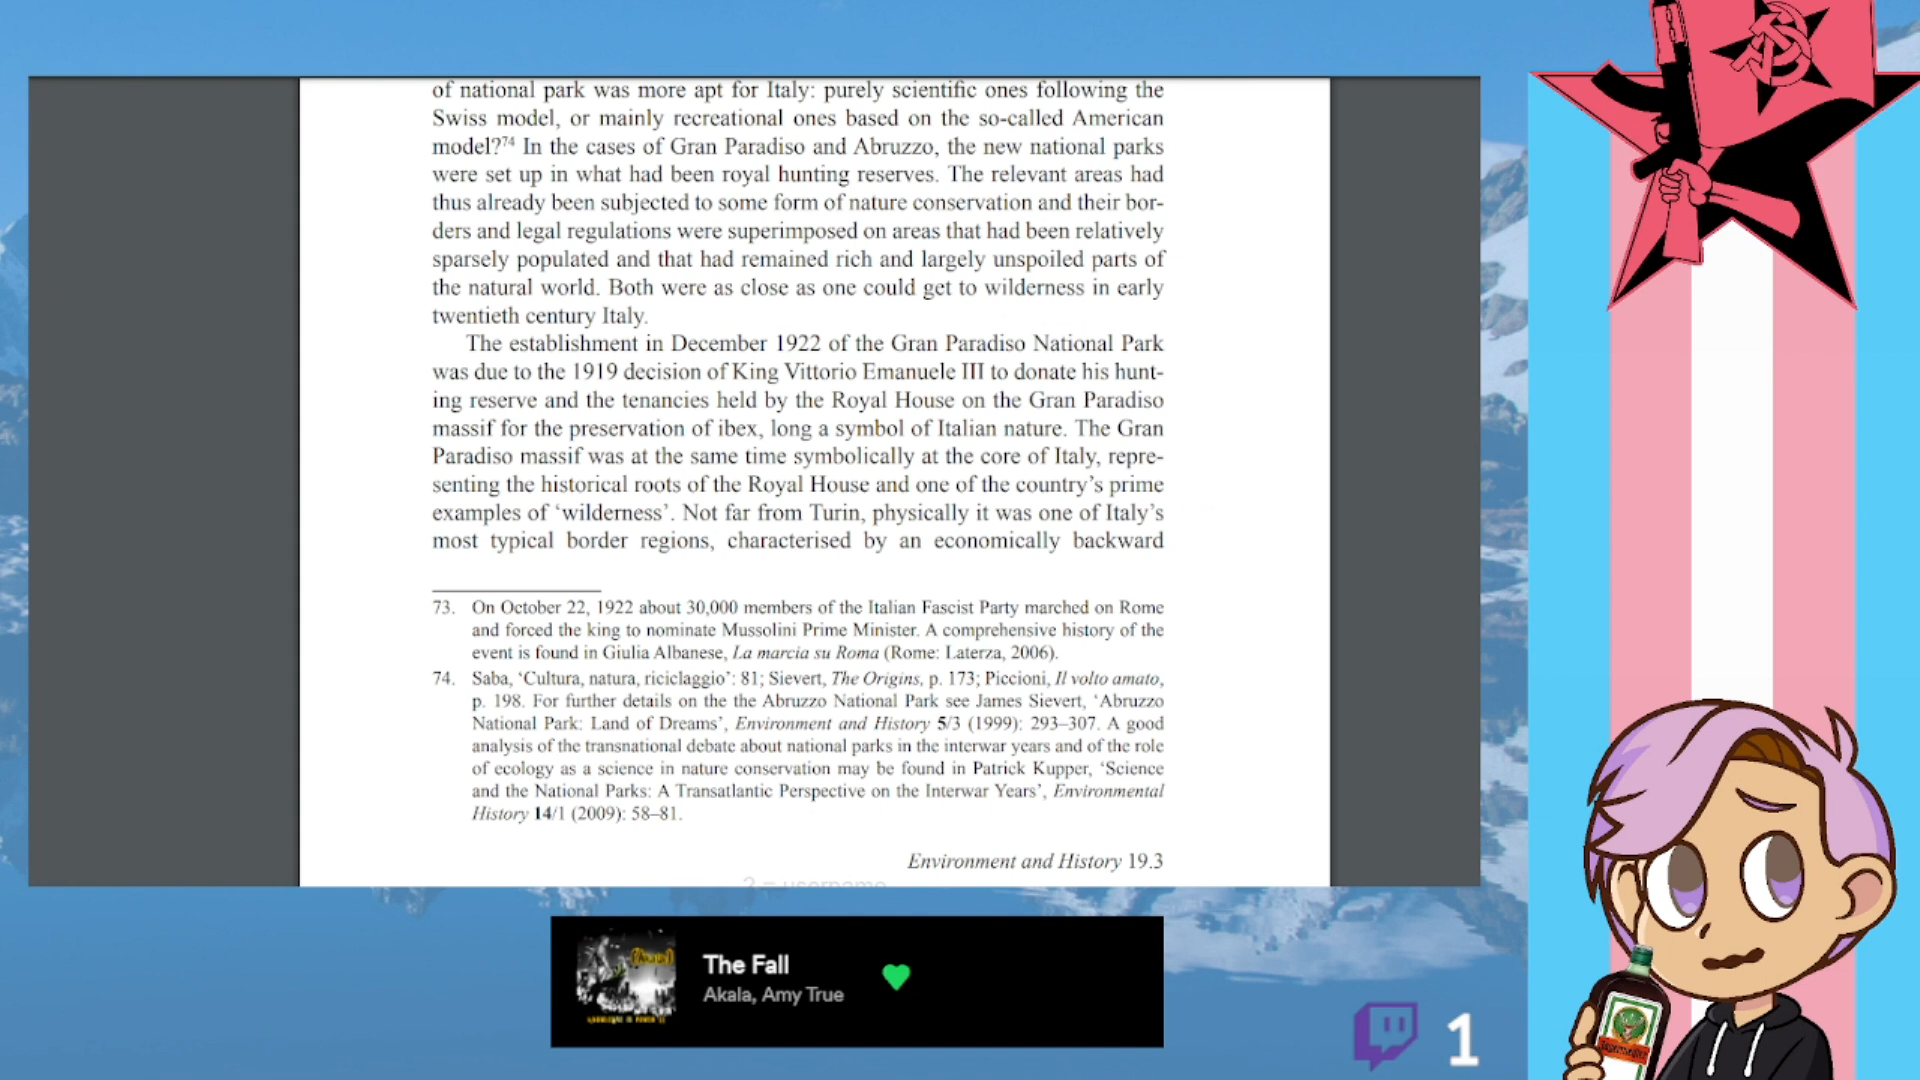 of national park was more apt for Italy: purely scientific ones following the
Swiss model, or mainly recreational ones based on the so-called American
model?74 In the cases of Gran Paradiso and Abruzzo, the new national parks
were set up in what had been royal hunting reserves. The relevant areas had
thus already been subjected to some form of nature conservation and their bor-
ders and legal regulations were superimposed on areas that had been relatively
sparsely populated and that had remained rich and largely unspoiled parts of
the natural world. Both were as close as one could get to wilderness in early
twentieth century Italy.
The establishment in December 1922 of the Gran Paradiso National Park
was due to the 1919 decision of King Vittorio Emanuele III to donate his hunt-
ing reserve and the tenancies held by the Royal House on the Gran Paradiso
massif for the preservation of ibex, long a symbol of Italian nature. The Gran
Paradiso massif was at the same time symbolically at the core of Italy, repre-
senting the historical roots of the Royal House and one of the country’s prime
examples of ‘wilderness’. Not far from Turin, physically it was one of Italy’s
most typical border regions, characterised by an economically backward
73. On October 22, 1922 about 30,000 members of the Italian Fascist Party marched on Rome
and forced the king to nominate Mussolini Prime Minister. A comprehensive history of the
event is found in Giulia Albanese, La marcia su Roma (Rome: Laterza, 2006).
74. Saba, ‘Cultura, natura, riciclaggio’: 81; Sievert, The Origins, p. 173; Piccioni, Il volto amato,
p. 198. For further details on the the Abruzzo National Park see James Sievert, ‘Abruzzo
National Park: Land of Dreams’, Environment and History 5/3 (1999): 293–307. A good
analysis of the transnational debate about national parks in the interwar years and of the role
of ecology as a science in nature conservation may be found in Patrick Kupper, ‘Science
and the National Parks: A Transatlantic Perspective on the Interwar Years’, Environmental
History 14/1 (2009): 58–81.
Environment and History 19.3
The Fall
Akala, Amy True
1